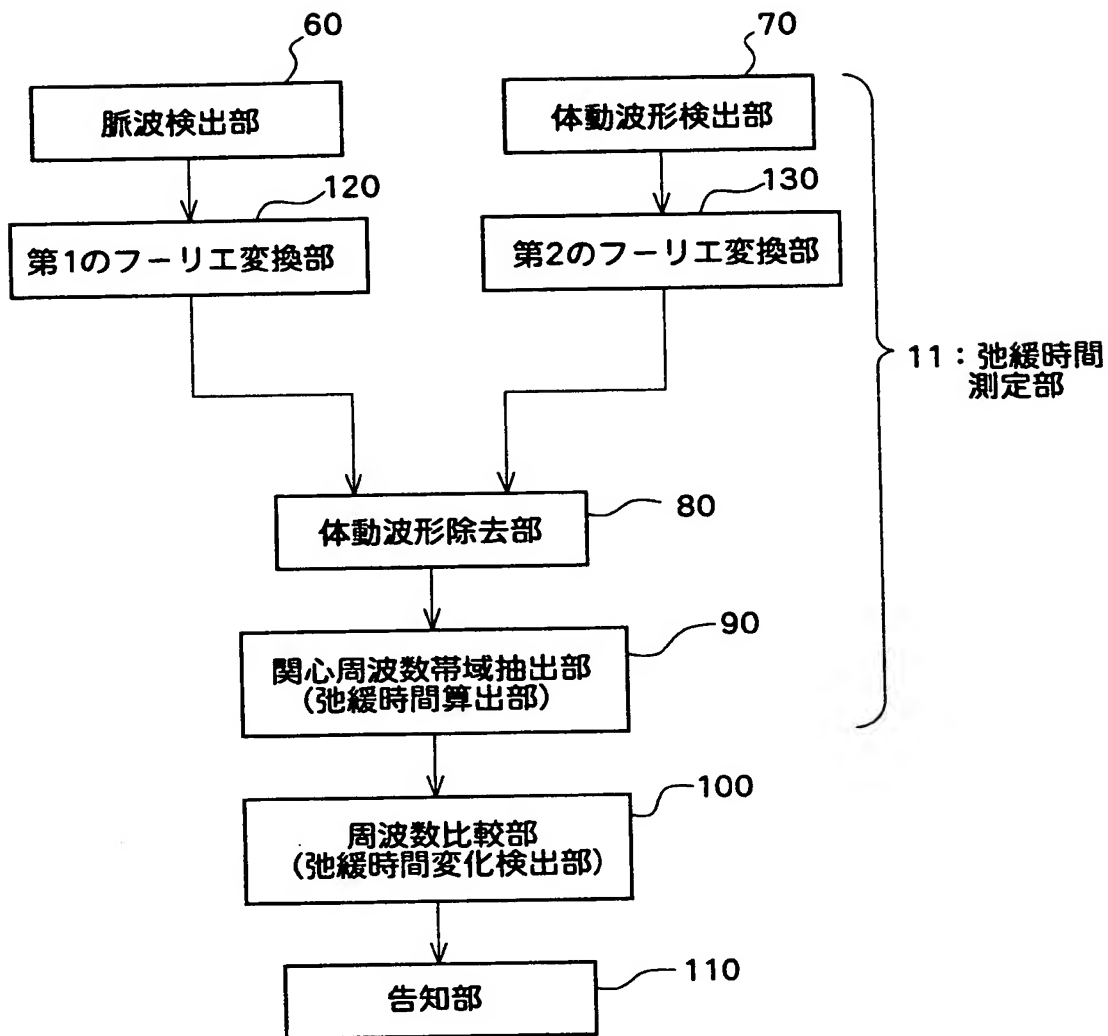 60
70
脈波検出部
体動波形検出部
120
130
第1のフーリエ変換部
第2のフーリエ変換部
11：弛緩時間
測定部
80
体動波形除去部
90
関心周波数帯域抽出部
(弛緩時間算出部)
100
周波数比較部
(弛緩時間変化検出部)
110
告知部